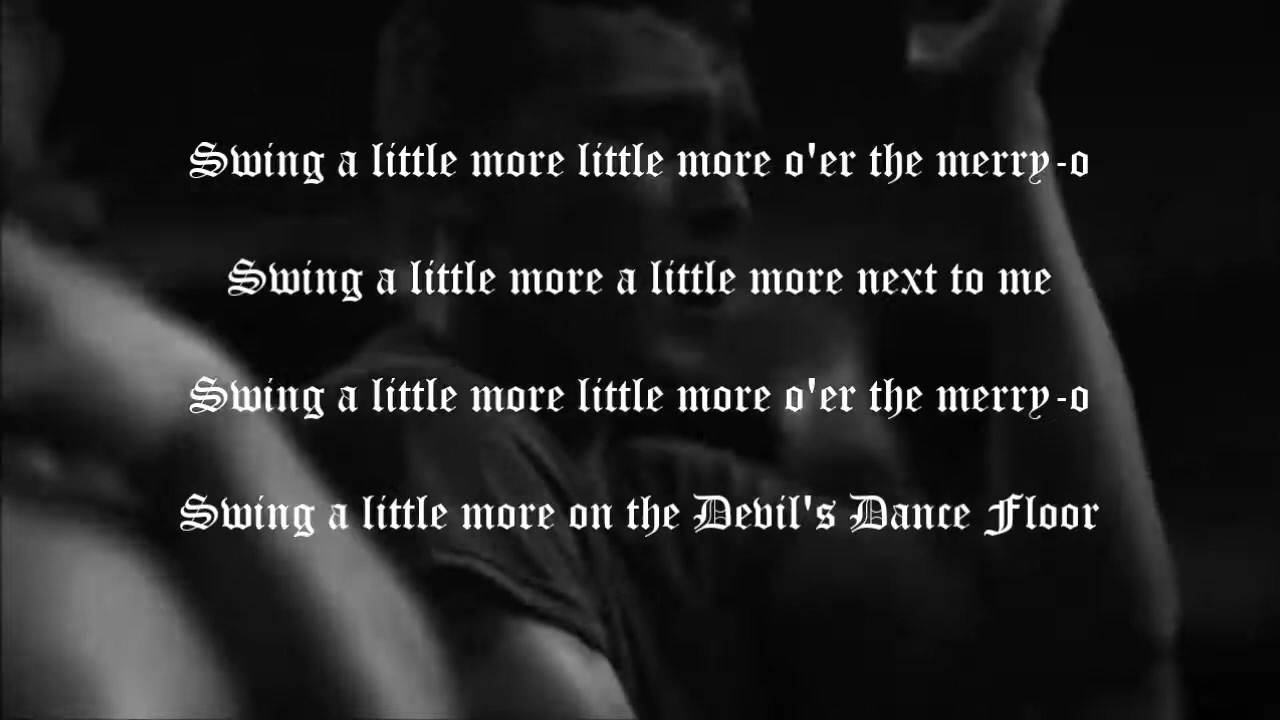 Swing a little more little more o'er the merry-o
Swing a little more a little more next to me
Swing a little more little more o'er the merry-o
Swing a little more on the Devil's Dance Floor